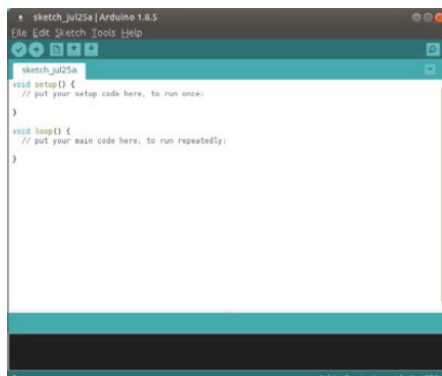 sketch_jul25a | Arduino 1.8.5
File Edit Sketch Tools Help
sketch_jul25a
void setup() {
  // put your setup code here, to run once:
}
void loop() {
  // put your main code here, to run repeatedly:
}